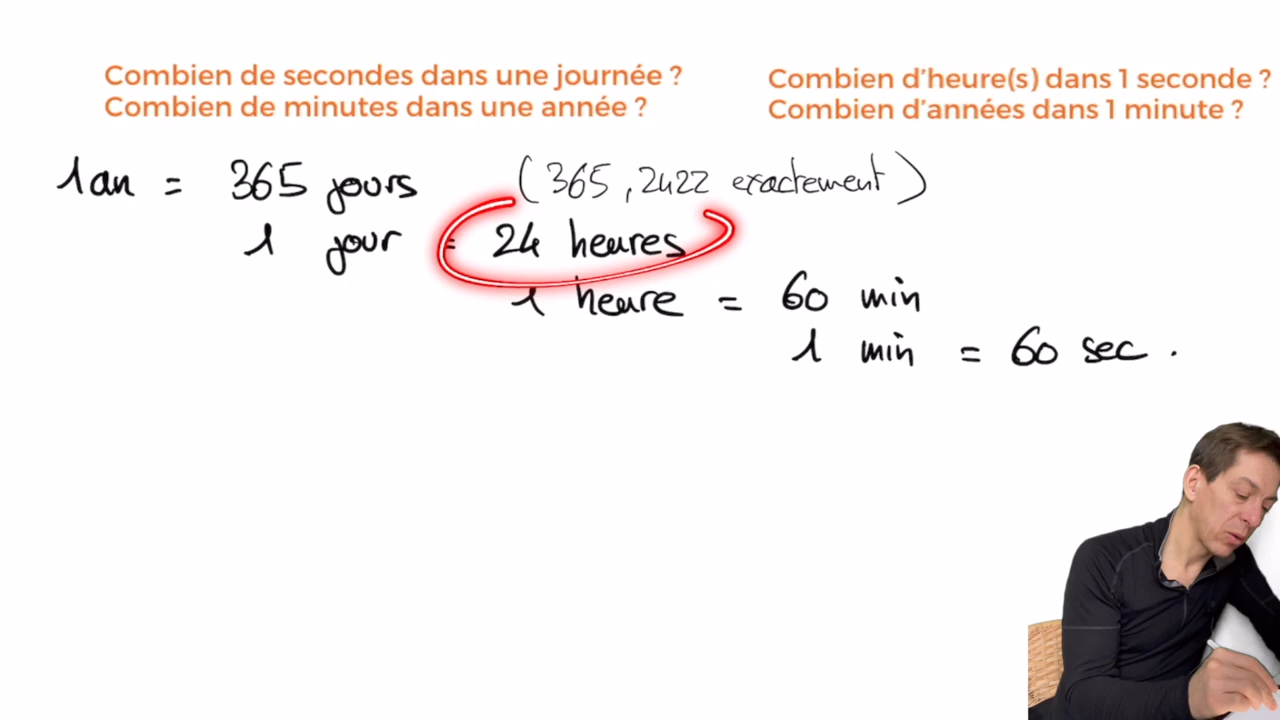 Combien de secondes dans une journée ?
Combien de minutes dans une année ?
Combien d'heure(s) dans 1 seconde ?
Combien d'années dans 1 minute ?
1 an = 365 jours (365,2422 exactement)
1 jour = 24 heures
1 heure = 60 min
1 min = 60 sec.